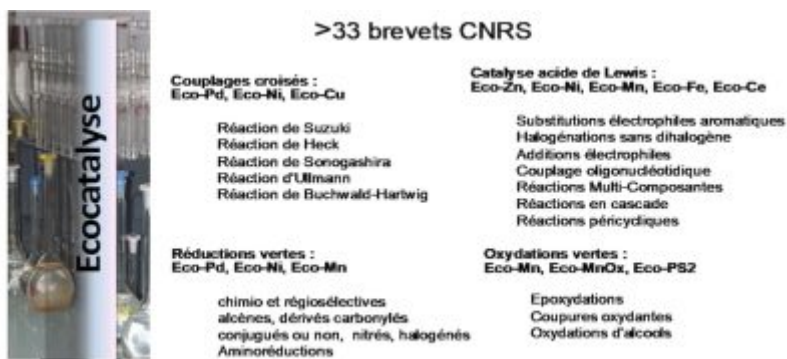 >33 brevets CNRS
Ecocatalyse
Couplages croisés :
Eco-Pd, Eco-Ni, Eco-Cu
Réaction de Suzuki
Réaction de Heck
Réaction de Sonogashira
Réaction d'Ullmann
Réaction de Buchwald-Hartwig
Catalyse acide de Lewis :
Eco-Zn, Eco-Ni, Eco-Mn, Eco-Fe, Eco-Ce
Substitutions électrophiles aromatiques
Halogénations sans dihalogène
Additions électrophiles
Couplage oligonucléotidique
Réactions Multi-Composantes
Réactions en cascade
Réactions péricycliques
Réductions vertes :
Eco-Pd, Eco-Ni, Eco-Mn
chimio et régiosélectives
alcènes, dérivés carbonylés
conjugués ou non, nitrés, halogénés
Aminoréductions
Oxydations vertes :
Eco-Mn, Eco-MnOx, Eco-PS2
Epoxydations
Coupures oxydantes
Oxydations d'alcools